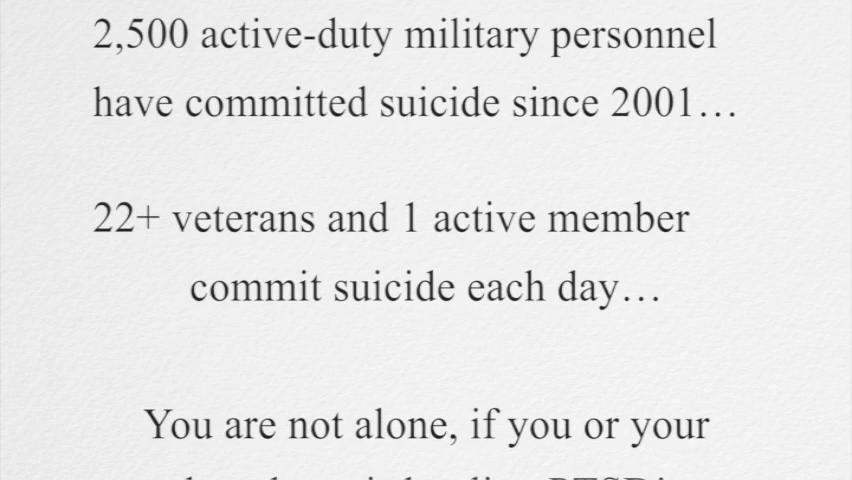 2,500 active-duty military personnel
have committed suicide since 2001…
22+ veterans and 1 active member
commit suicide each day…
You are not alone, if you or your